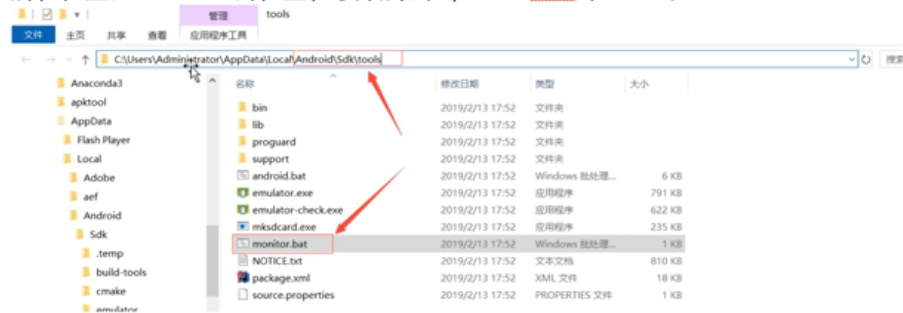 管理 tools
文件 主页 共享 查看 应用程序工具
C:\Users\Administrator\AppData\Local\Android\Sdk\tools
名称 修改日期 类型 大小
Anaconda3
apktool
AppData
Flash Player
Local
Adobe
aef
Android
Sdk
.temp
build-tools
cmake
emulator
bin 2019/2/13 17:52 文件夹
lib 2019/2/13 17:52 文件夹
proguard 2019/2/13 17:52 文件夹
support 2019/2/13 17:52 文件夹
android.bat 2019/2/13 17:52 Windows 批处理... 6 KB
emulator.exe 2019/2/13 17:52 应用程序 791 KB
emulator-check.exe 2019/2/13 17:52 应用程序 622 KB
mksdcard.exe 2019/2/13 17:52 应用程序 235 KB
monitor.bat 2019/2/13 17:52 Windows 批处理... 1 KB
NOTICE.txt 2019/2/13 17:52 文本文档 810 KB
package.xml 2019/2/13 17:52 XML 文件 18 KB
source.properties 2019/2/13 17:52 PROPERTIES 文件 1 KB